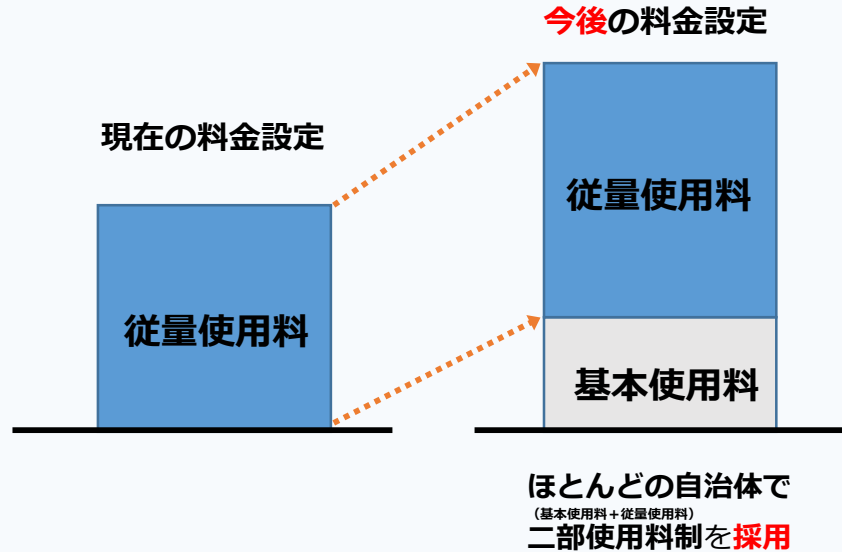 現在の料金設定
従量使用料
今後の料金設定
従量使用料
基本使用料
ほとんどの自治体で
（基本使用料+従量使用料）
二部使用料制を採用